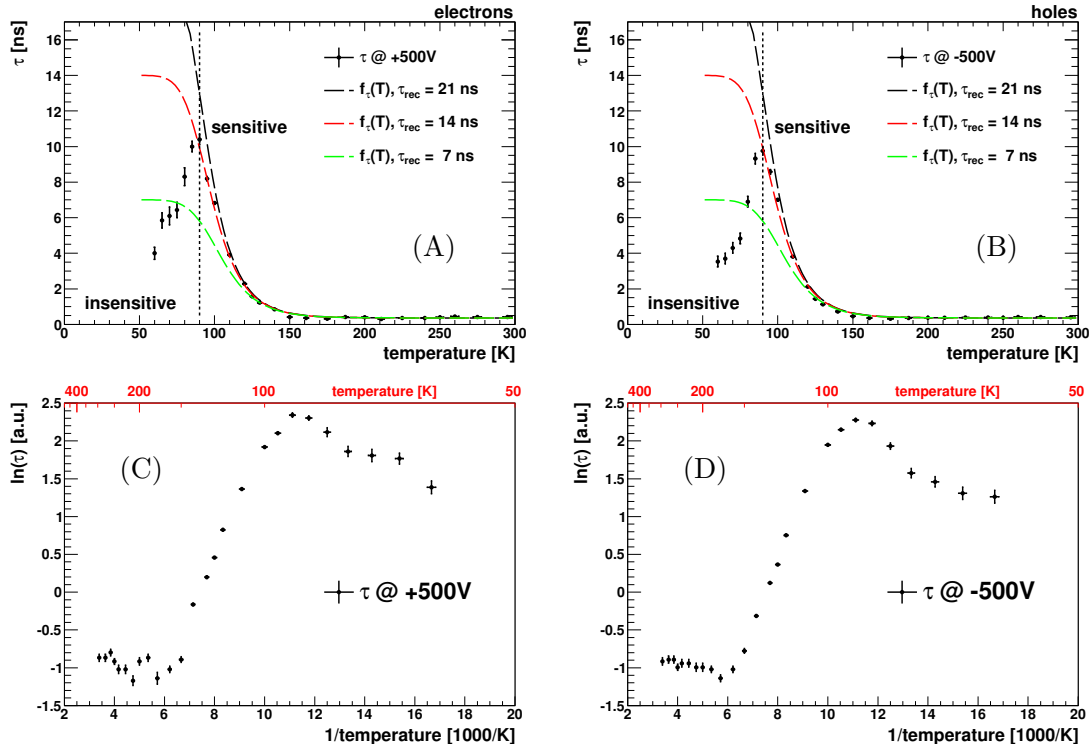 electrons
τ [ns]
τ @ +500V
f_τ(T), τ_rec = 21 ns
f_τ(T), τ_rec = 14 ns
f_τ(T), τ_rec = 7 ns
sensitive
insensitive
(A)
16
14
12
10
8
6
4
2
0
0 50 100 150 200 250 300
temperature [K]
holes
τ [ns]
τ @ -500V
f_τ(T), τ_rec = 21 ns
f_τ(T), τ_rec = 14 ns
f_τ(T), τ_rec = 7 ns
sensitive
insensitive
(B)
16
14
12
10
8
6
4
2
0
0 50 100 150 200 250 300
temperature [K]
400 200 100 temperature [K] 50
ln(τ) [a.u.]
2.5
2
1.5
1
0.5
0
-0.5
-1
-1.5
(C)
τ @ +500V
2 4 6 8 10 12 14 16 18 20
1/temperature [1000/K]
400 200 100 temperature [K] 50
ln(τ) [a.u.]
2.5
2
1.5
1
0.5
0
-0.5
-1
-1.5
(D)
τ @ -500V
2 4 6 8 10 12 14 16 18 20
1/temperature [1000/K]